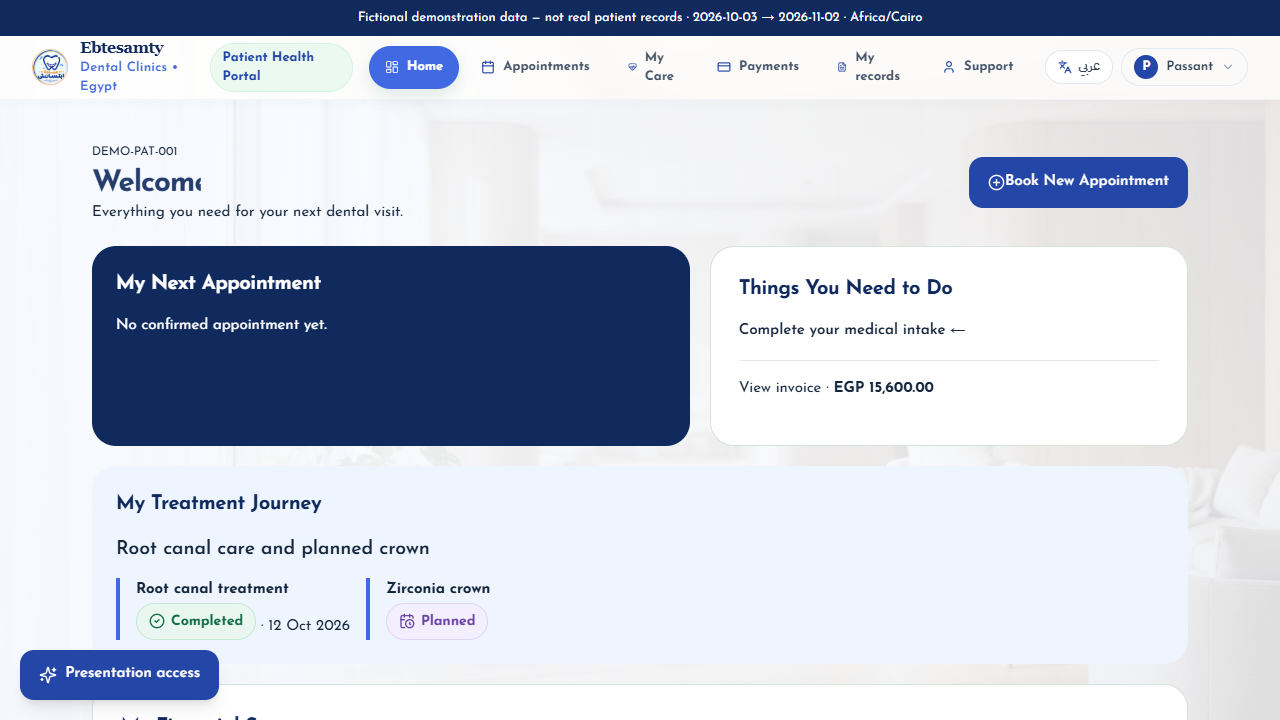 Fictional demonstration data — not real patient records · 2026-10-03 → 2026-11-02 · Africa/Cairo
Ebtesamty
Dental Clinics •
Egypt
Patient Health
Portal
Home
Appointments
My
Care
Payments
My
records
Support
عربي
P Passant
DEMO-PAT-001
Welcome
Everything you need for your next dental visit.
Book New Appointment
My Next Appointment
No confirmed appointment yet.
Things You Need to Do
Complete your medical intake ←
View invoice · EGP 15,600.00
My Treatment Journey
Root canal care and planned crown
Root canal treatment
Completed · 12 Oct 2026
Zirconia crown
Planned
Presentation access